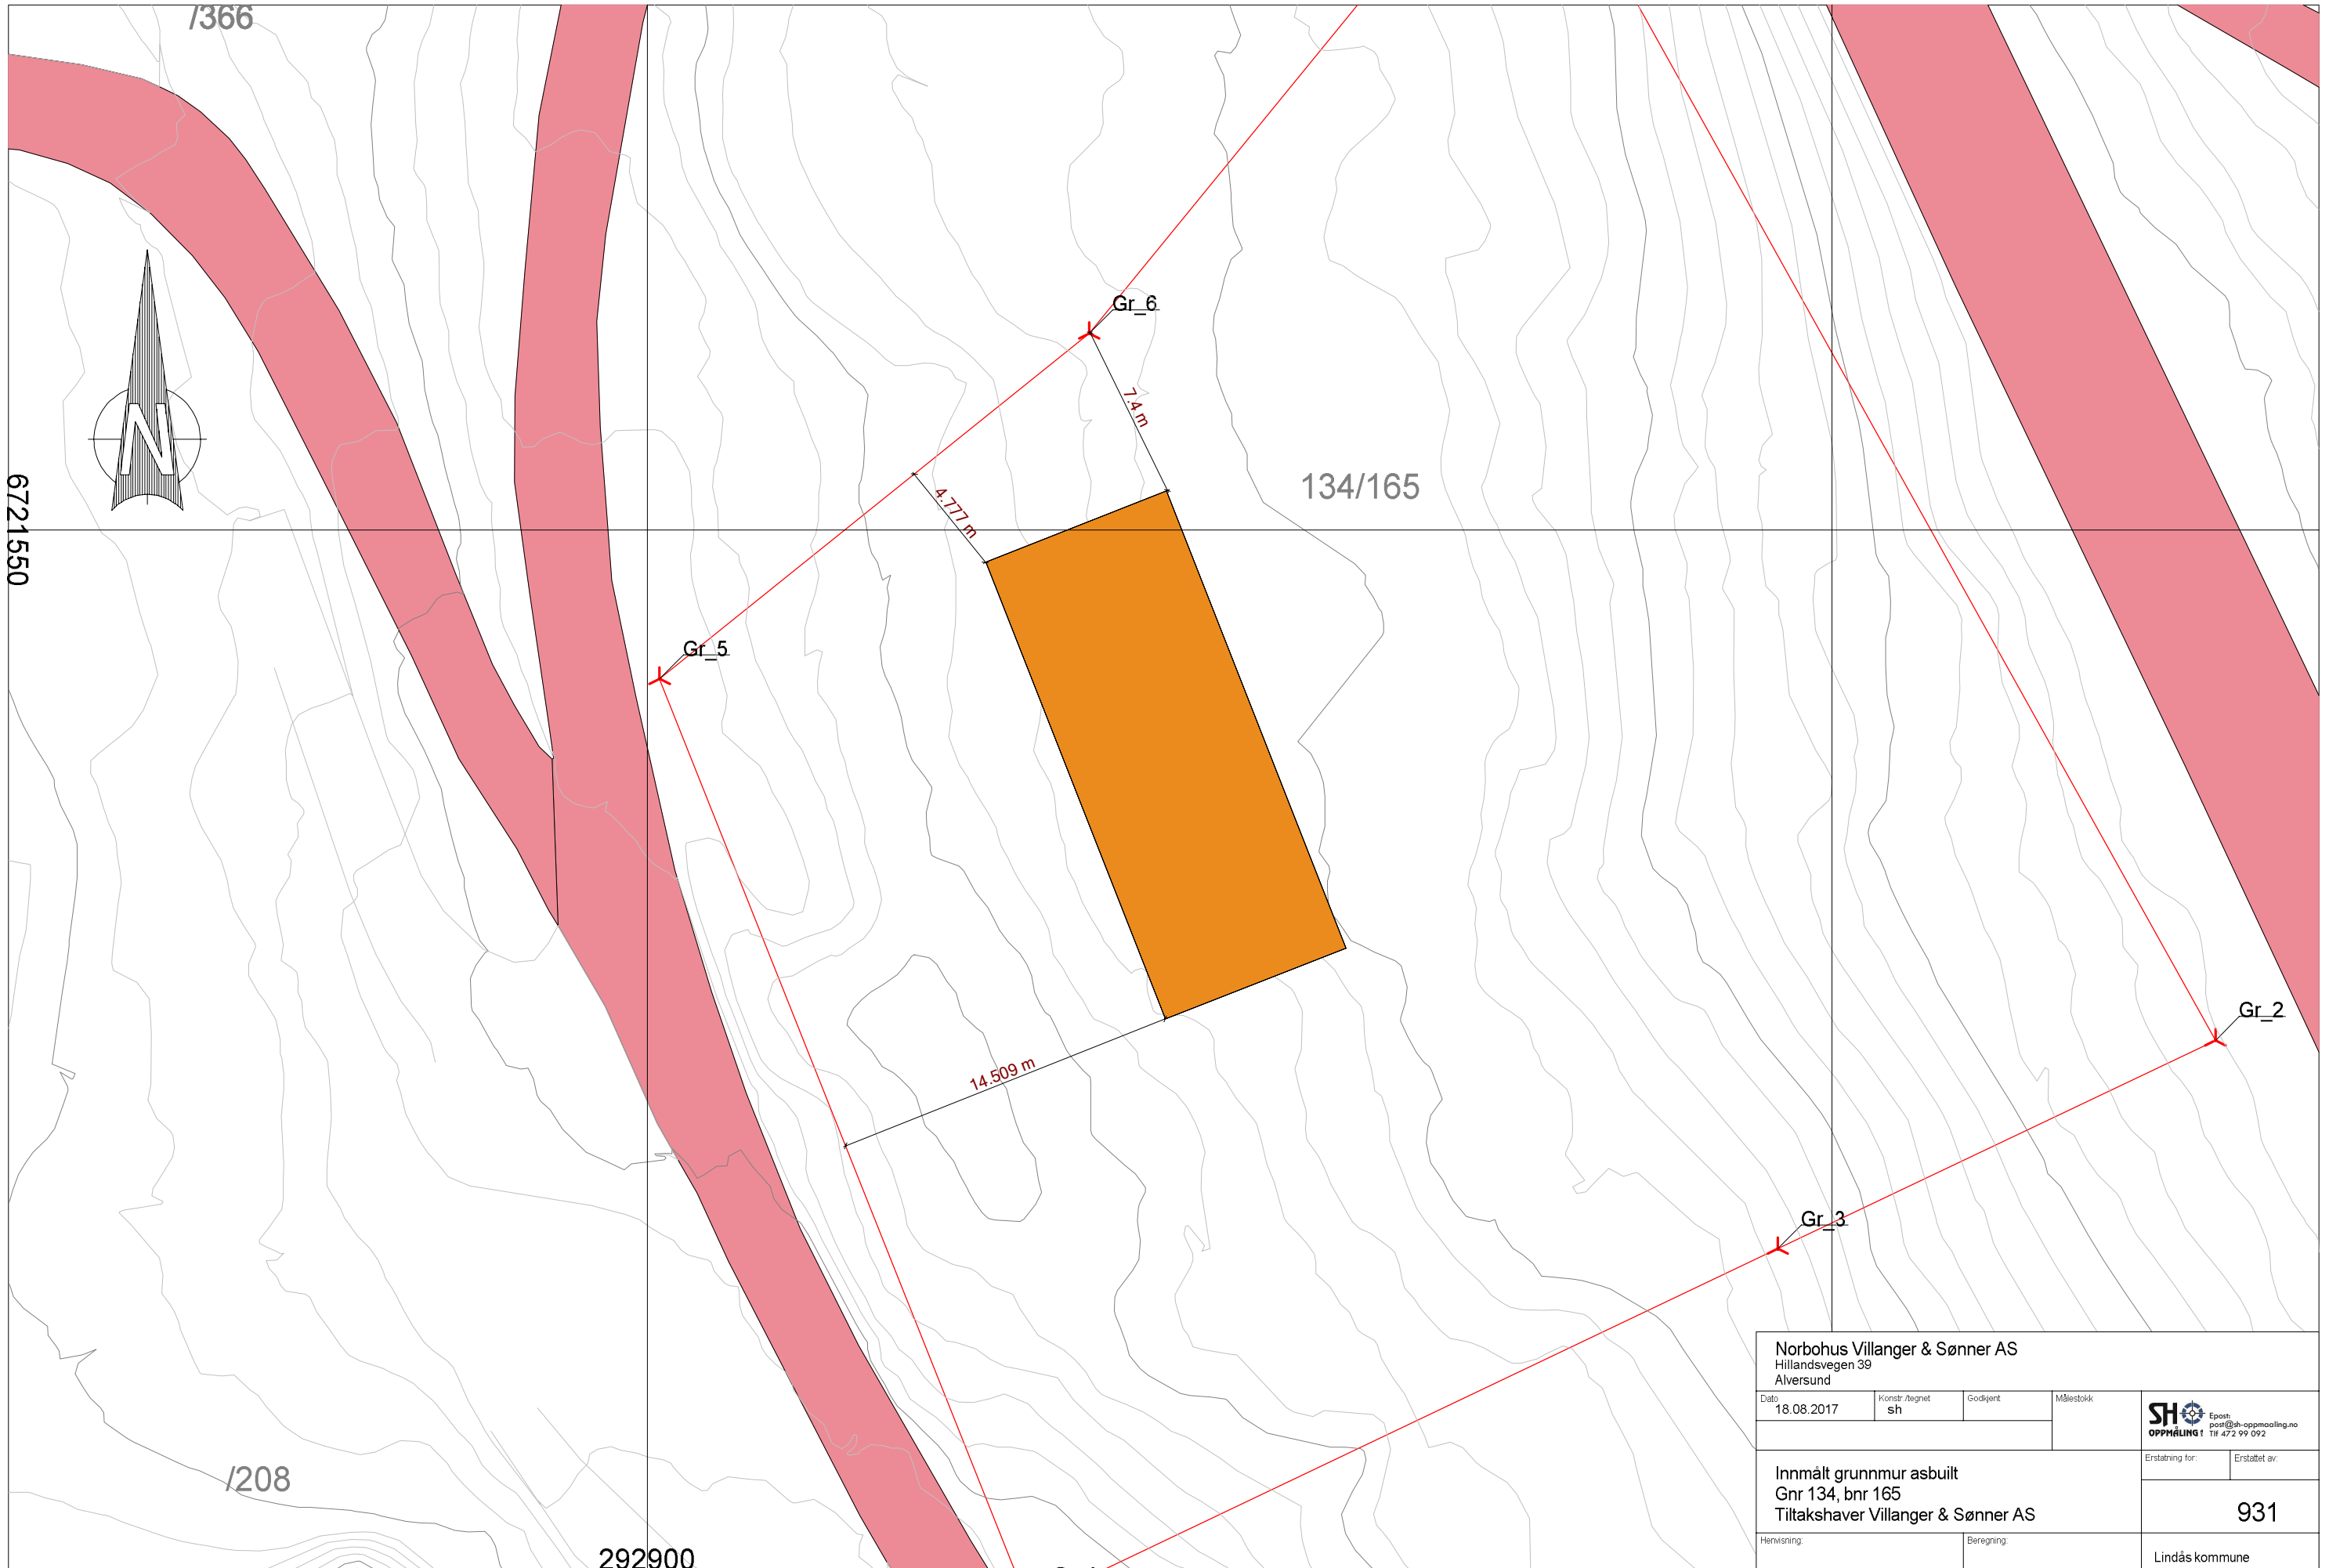 /366
Gr_6
7.4 m
134/165
4.777 m
6721550
Gr_5
Gr_2
14.509 m
Gr_3
/208
292900
N
Norbohus Villanger & Sønner AS
Hillandsvegen 39
Alversund
Dato
18.08.2017
Konstr./tegnet
sh
Godkjent
Målestokk
SH
OPPMÅLING
Epost:
post@sh-oppmaaling.no
Tlf 472 99 092
Innmålt grunnmur asbuilt
Gnr 134, bnr 165
Tiltakshaver Villanger & Sønner AS
Erstatning for:
Erstattet av:
931
Henvisning:
Beregning:
Lindås kommune